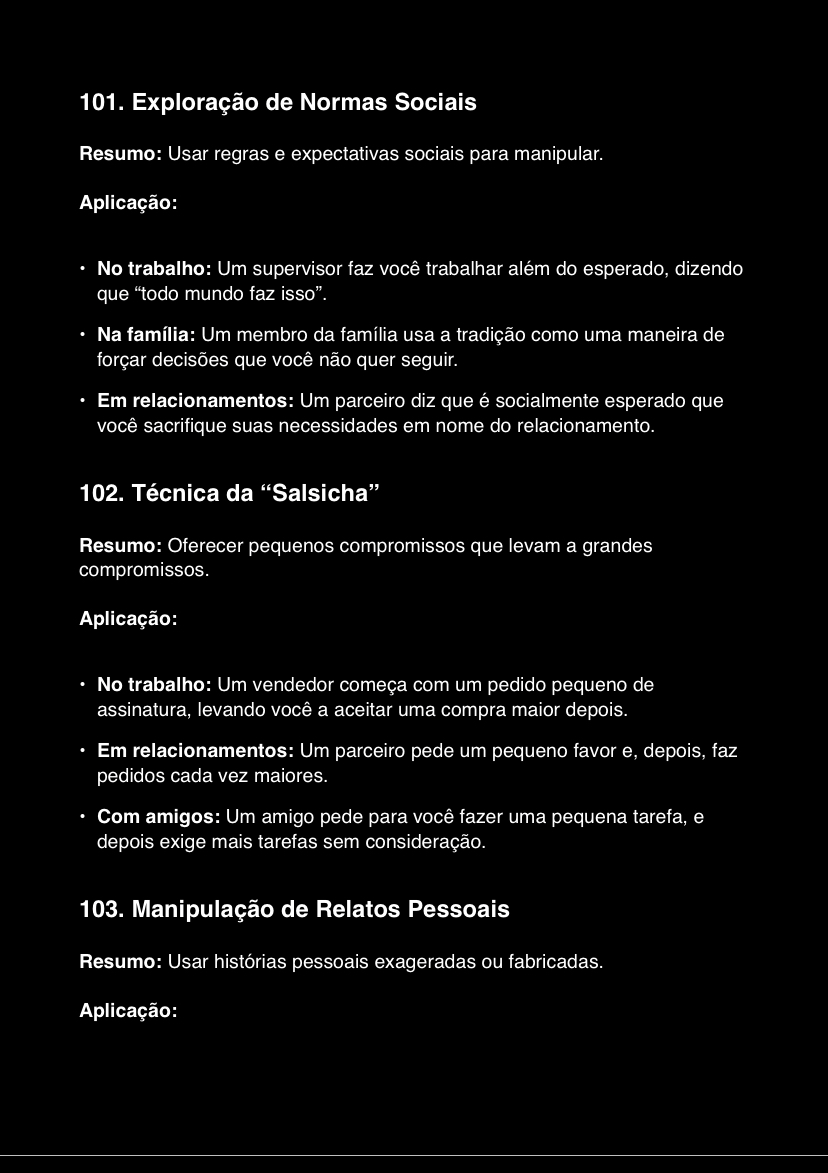 101. Exploração de Normas Sociais
Resumo: Usar regras e expectativas sociais para manipular.
Aplicação:
• No trabalho: Um supervisor faz você trabalhar além do esperado, dizendo
que “todo mundo faz isso”.
• Na família: Um membro da família usa a tradição como uma maneira de
forçar decisões que você não quer seguir.
• Em relacionamentos: Um parceiro diz que é socialmente esperado que
você sacrifique suas necessidades em nome do relacionamento.
102. Técnica da “Salsicha”
Resumo: Oferecer pequenos compromissos que levam a grandes
compromissos.
Aplicação:
• No trabalho: Um vendedor começa com um pedido pequeno de
assinatura, levando você a aceitar uma compra maior depois.
• Em relacionamentos: Um parceiro pede um pequeno favor e, depois, faz
pedidos cada vez maiores.
• Com amigos: Um amigo pede para você fazer uma pequena tarefa, e
depois exige mais tarefas sem consideração.
103. Manipulação de Relatos Pessoais
Resumo: Usar histórias pessoais exageradas ou fabricadas.
Aplicação: